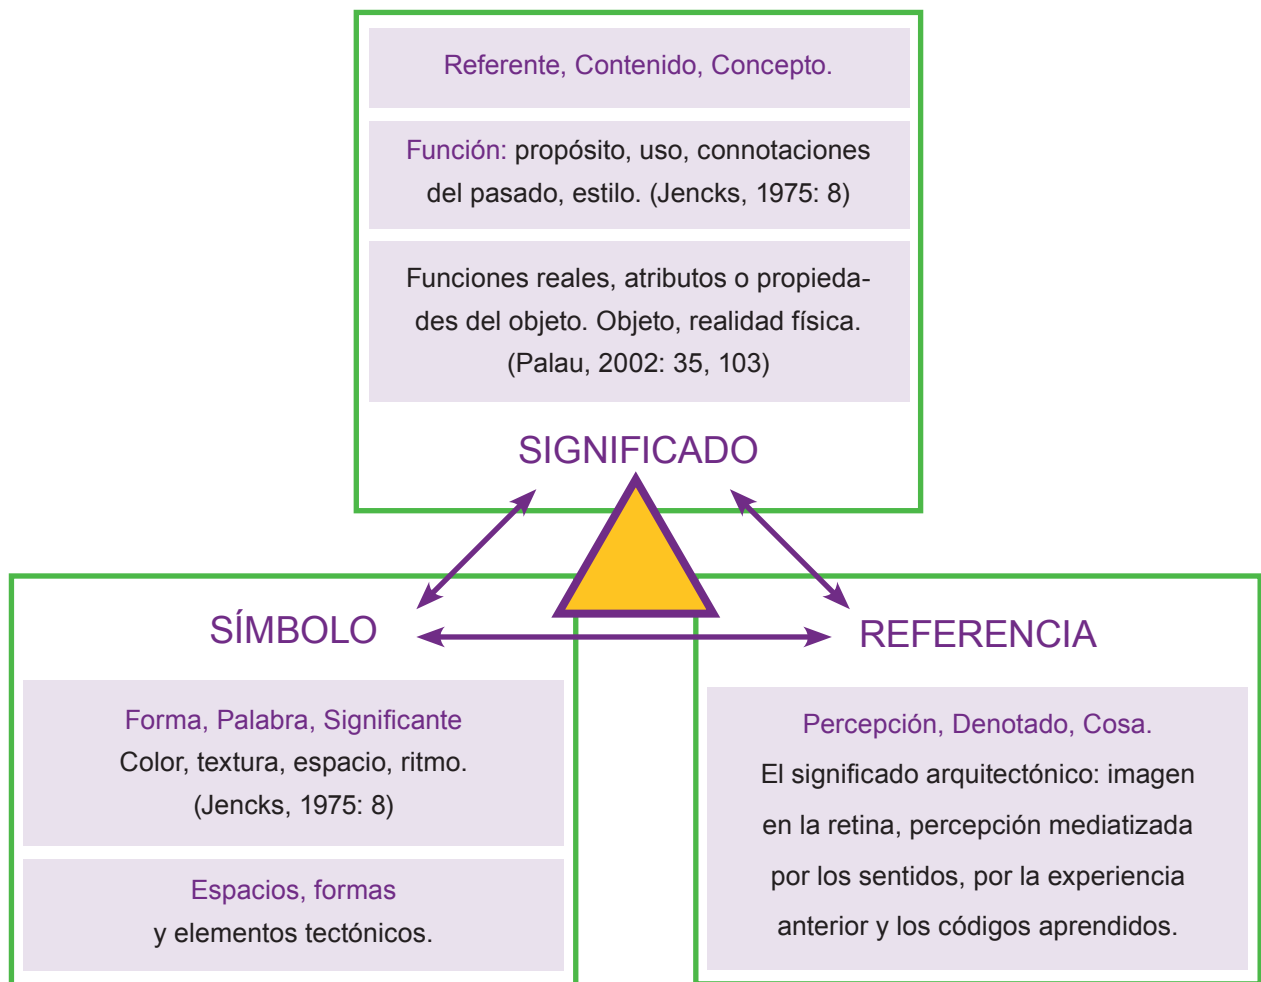 Referente, Contenido, Concepto.
Función: propósito, uso, connotaciones
del pasado, estilo. (Jencks, 1975: 8)
Funciones reales, atributos o propieda-
des del objeto. Objeto, realidad física.
(Palau, 2002: 35, 103)
SIGNIFICADO
SÍMBOLO
Forma, Palabra, Significante
Color, textura, espacio, ritmo.
(Jencks, 1975: 8)
Espacios, formas
y elementos tectónicos.
REFERENCIA
Percepción, Denotado, Cosa.
El significado arquitectónico: imagen
en la retina, percepción mediatizada
por los sentidos, por la experiencia
anterior y los códigos aprendidos.